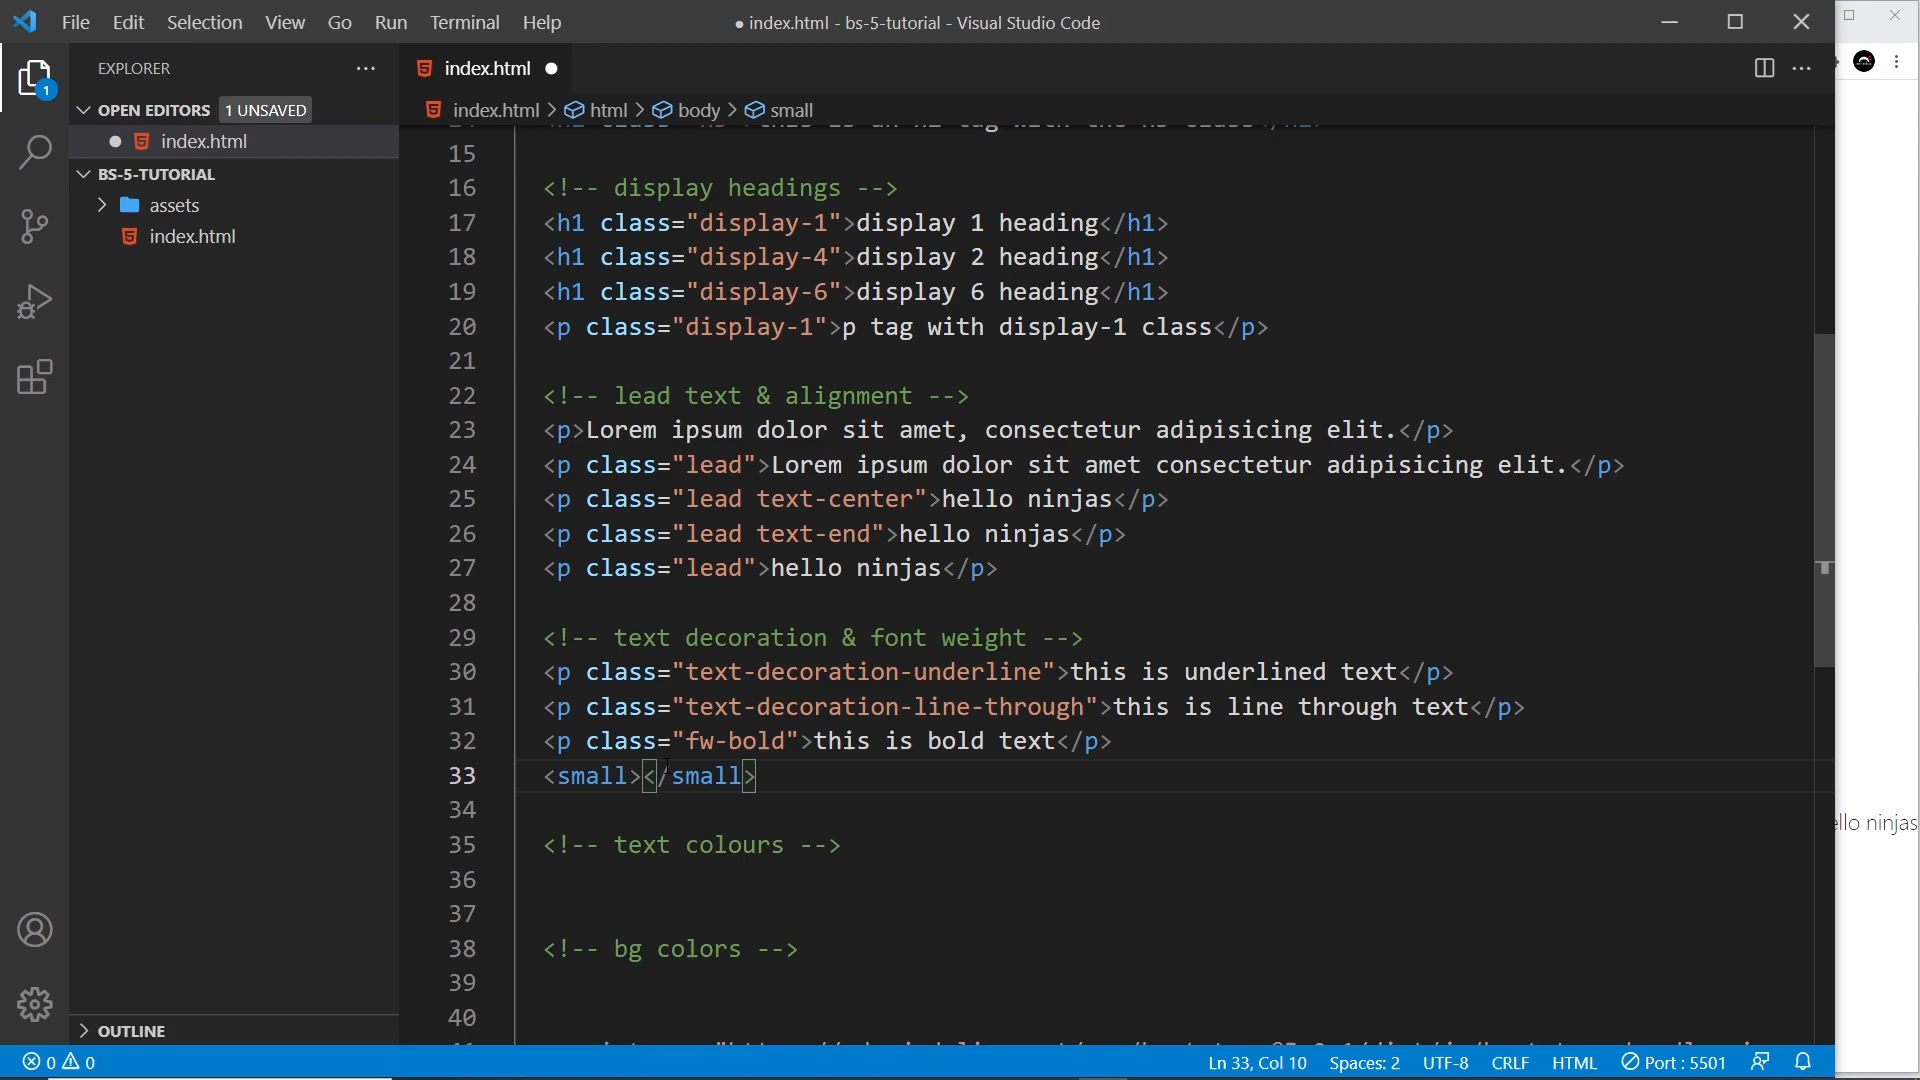 File Edit Selection View Go Run Terminal Help
● index.html - bs-5-tutorial - Visual Studio Code
EXPLORER
index.html
OPEN EDITORS 1 UNSAVED
index.html
BS-5-TUTORIAL
assets
index.html
OUTLINE
1
index.html > html > body > small
15
16 <!-- display headings -->
17 <h1 class="display-1">display 1 heading</h1>
18 <h1 class="display-4">display 2 heading</h1>
19 <h1 class="display-6">display 6 heading</h1>
20 <p class="display-1">p tag with display-1 class</p>
21
22 <!-- lead text & alignment -->
23 <p>Lorem ipsum dolor sit amet, consectetur adipisicing elit.</p>
24 <p class="lead">Lorem ipsum dolor sit amet consectetur adipisicing elit.</p>
25 <p class="lead text-center">hello ninjas</p>
26 <p class="lead text-end">hello ninjas</p>
27 <p class="lead">hello ninjas</p>
28
29 <!-- text decoration & font weight -->
30 <p class="text-decoration-underline">this is underlined text</p>
31 <p class="text-decoration-line-through">this is line through text</p>
32 <p class="fw-bold">this is bold text</p>
33 <small></small>
34
35 <!-- text colours -->
36
37
38 <!-- bg colors -->
39
40
ello ninjas
0 0
Ln 33, Col 10 Spaces: 2 UTF-8 CRLF HTML Port : 5501